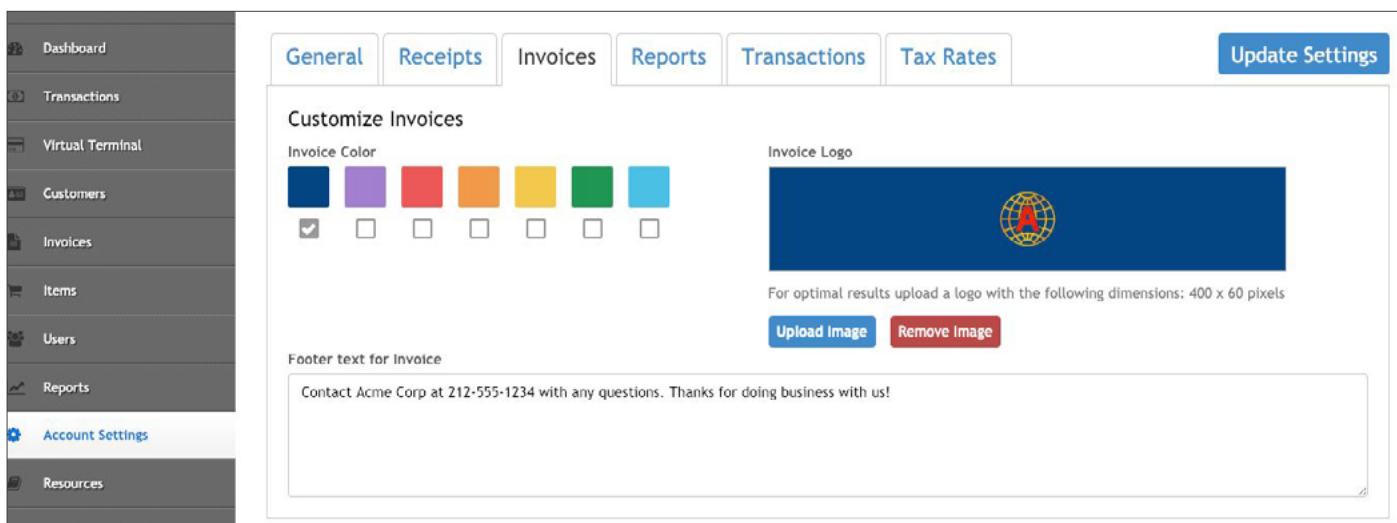 Dashboard
Transactions
Virtual Terminal
Customers
Invoices
Items
Users
Reports
Account Settings
Resources
General
Receipts
Invoices
Reports
Transactions
Tax Rates
Update Settings
Customize Invoices
Invoice Color
Invoice Logo
A
For optimal results upload a logo with the following dimensions: 400 x 60 pixels
Upload Image
Remove Image
Footer text for Invoice
Contact Acme Corp at 212-555-1234 with any questions. Thanks for doing business with us!